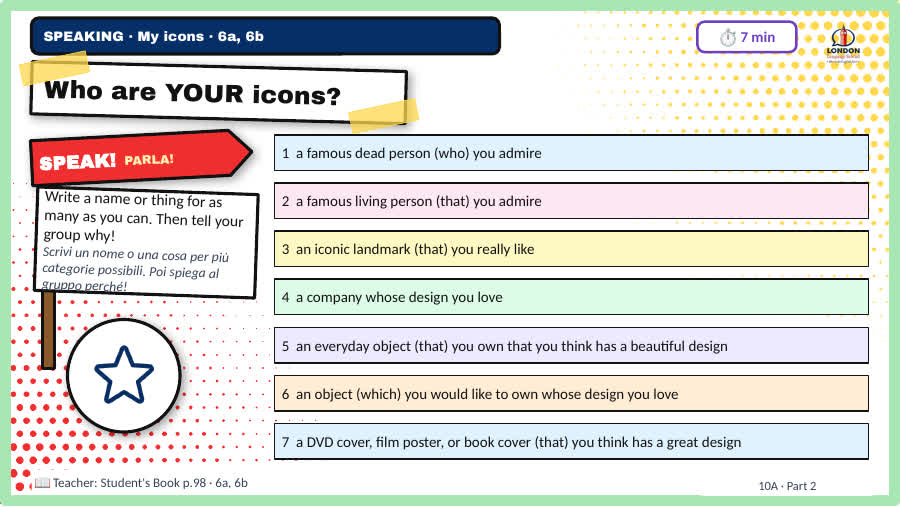 SPEAKING · My icons · 6a, 6b
⏱️ 7 min
LONDON
Who are YOUR icons?
SPEAK! PARLA!
Write a name or thing for as
many as you can. Then tell your
group why!
Scrivi un nome o una cosa per più
categorie possibili. Poi spiega al
gruppo perché!
1 a famous dead person (who) you admire
2 a famous living person (that) you admire
3 an iconic landmark (that) you really like
4 a company whose design you love
5 an everyday object (that) you own that you think has a beautiful design
6 an object (which) you would like to own whose design you love
7 a DVD cover, film poster, or book cover (that) you think has a great design
📖 Teacher: Student's Book p.98 · 6a, 6b
10A · Part 2